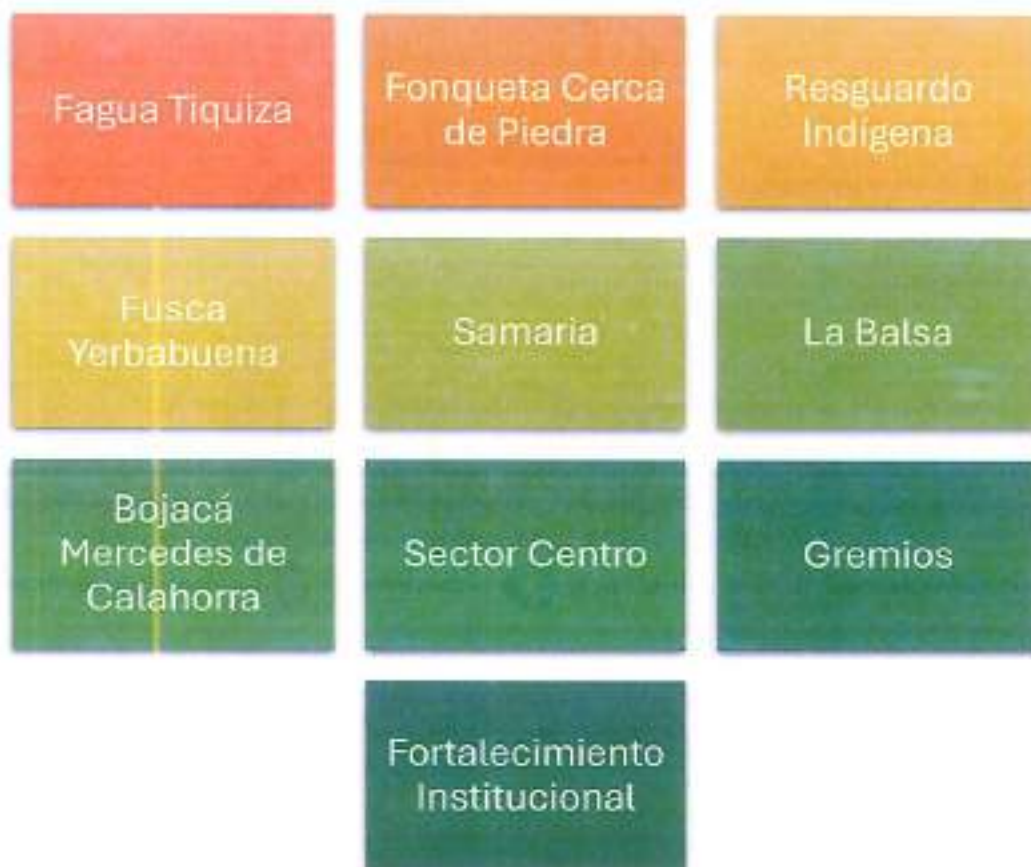 Fagua Tiquiza
Fonqueta Cerca
de Piedra
Resguardo
Indígena
Fusca
Yerbabuena
Samaria
La Balsa
Bojacá
Mercedes de
Calahorra
Sector Centro
Gremios
Fortalecimiento
Institucional